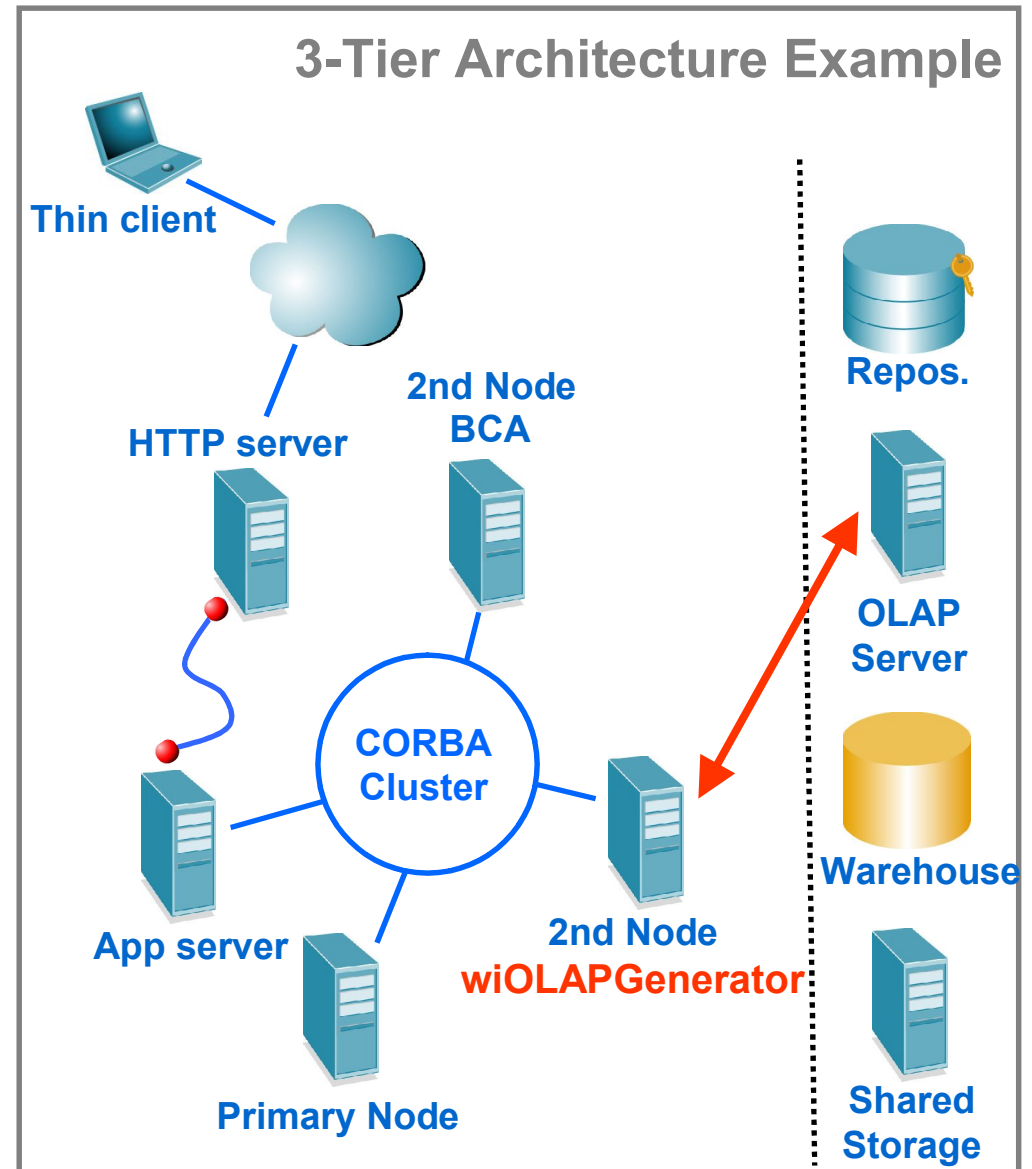 3-Tier Architecture Example
Thin client
Repos.
2nd Node
BCA
HTTP server
OLAP
Server
CORBA
Cluster
Warehouse
App server
2nd Node
wiOLAPGenerator
Primary Node
Shared
Storage